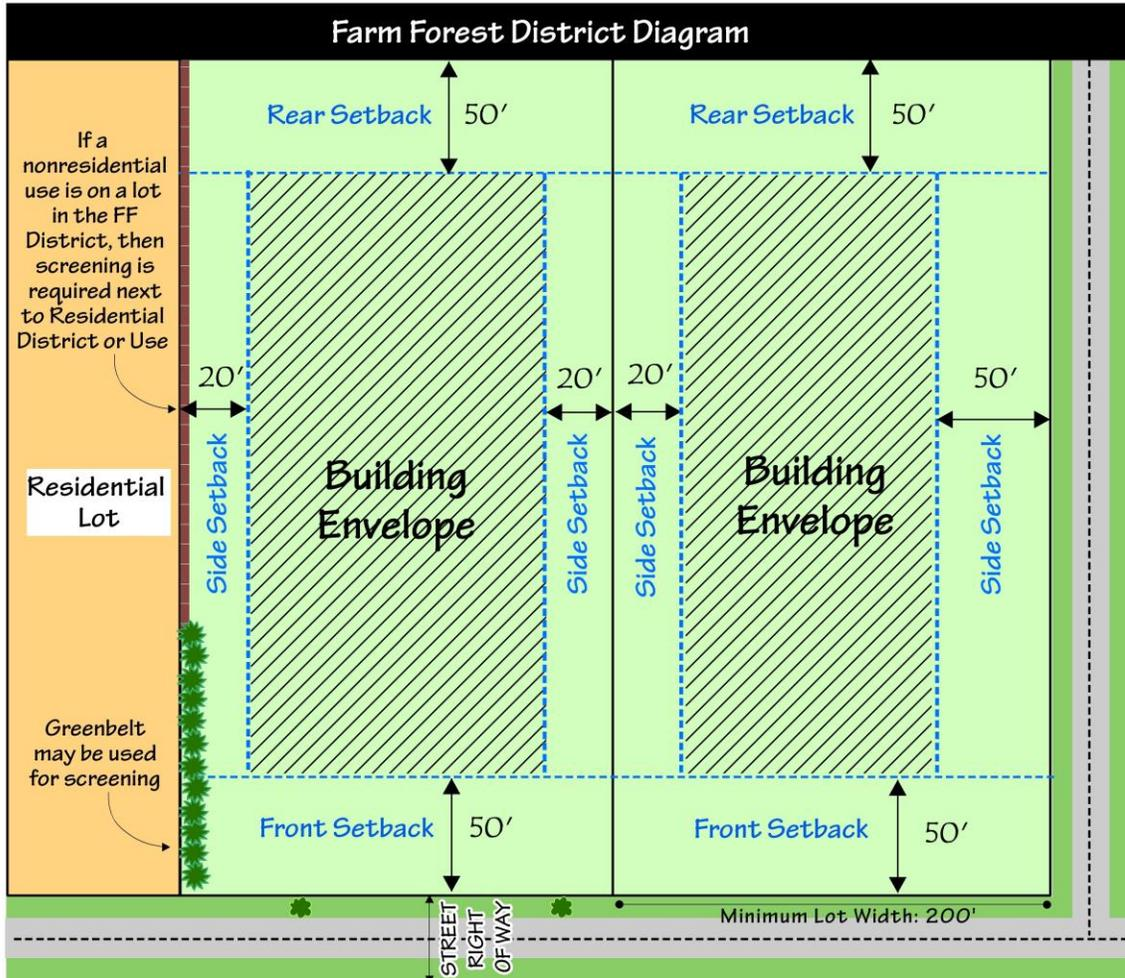 Farm Forest District Diagram
Rear Setback
50'
Rear Setback
50'
If a
nonresidential
use is on a lot
in the FF
District, then
screening is
required next
to Residential
District or Use
20'
20'
20'
50'
Side Setback
Building
Envelope
Side Setback
Side Setback
Building
Envelope
Side Setback
Residential
Lot
Greenbelt
may be used
for screening
Front Setback
50'
Front Setback
50'
STREET
RIGHT
OF WAY
Minimum Lot Width: 200'